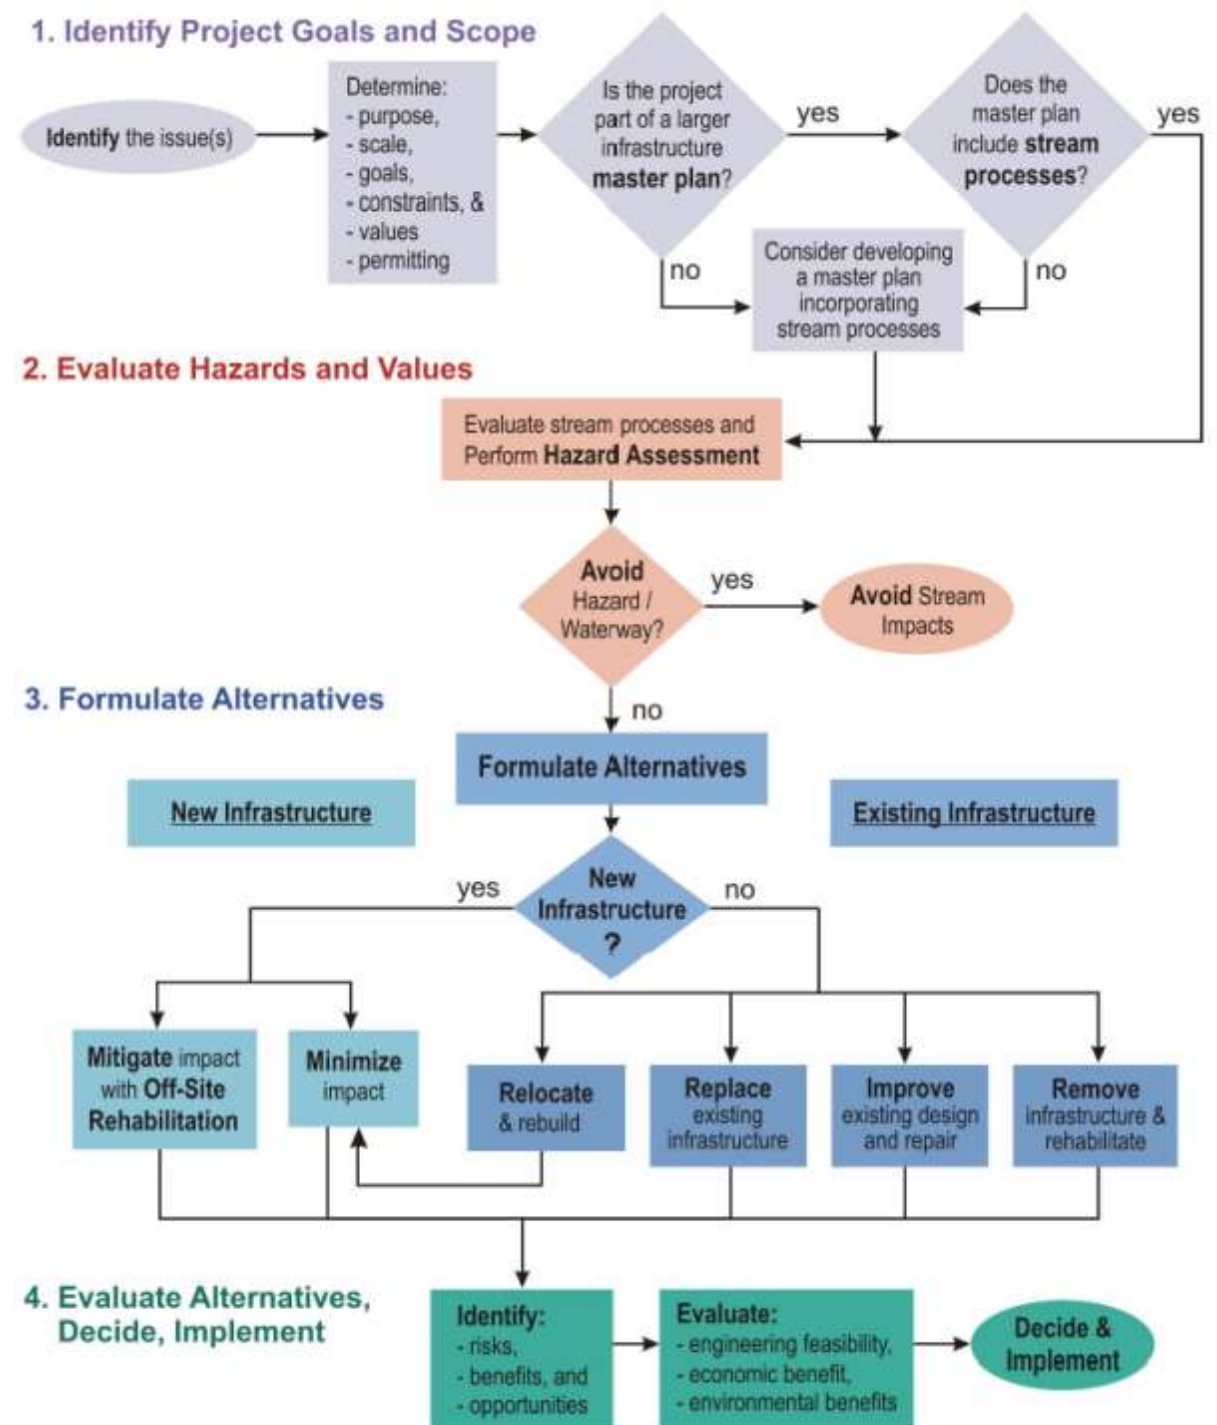 1. Identify Project Goals and Scope
Identify the issue(s)
Determine:
- purpose,
- scale,
- goals,
- constraints, &
- values
- permitting
Is the project
part of a larger
infrastructure
master plan?
yes
no
Does the
master plan
include stream
processes?
yes
no
Consider developing
a master plan
incorporating
stream processes
2. Evaluate Hazards and Values
Evaluate stream processes and
Perform Hazard Assessment
Avoid
Hazard /
Waterway?
yes
Avoid Stream
Impacts
no
3. Formulate Alternatives
Formulate Alternatives
New Infrastructure
Existing Infrastructure
New
Infrastructure
?
yes
no
Mitigate impact
with Off-Site
Rehabilitation
Minimize
impact
Relocate
& rebuild
Replace
existing
infrastructure
Improve
existing design
and repair
Remove
infrastructure &
rehabilitate
4. Evaluate Alternatives,
Decide, Implement
Identify:
- risks,
- benefits, and
- opportunities
Evaluate:
- engineering feasibility,
- economic benefit,
- environmental benefits
Decide &
Implement